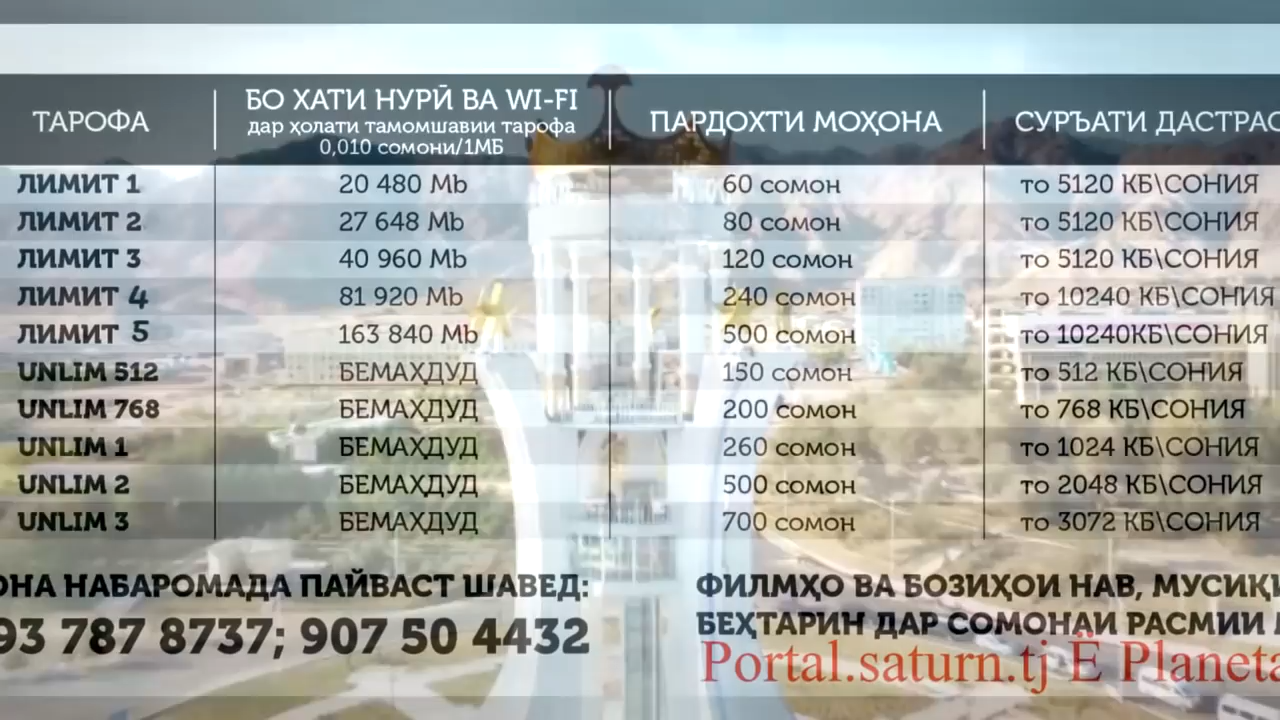 ТАРОФА
БО ХАТИ НУРӢ ВА WI-FI
дар ҳолати тамомшавии тарофа
0,010 сомони/1МБ
ПАРДОХТИ МОҲОНА
СУРЪАТИ ДАСТРАС
ЛИМИТ 1 20 480 Mb 60 сомон то 5120 КБ\СОНИЯ
ЛИМИТ 2 27 648 Mb 80 сомон то 5120 КБ\СОНИЯ
ЛИМИТ 3 40 960 Mb 120 сомон то 5120 КБ\СОНИЯ
ЛИМИТ 4 81 920 Mb 240 сомон то 10240 КБ\СОНИЯ
ЛИМИТ 5 163 840 Mb 500 сомон то 10240КБ\СОНИЯ
UNLIM 512 БЕМАҲДУД 150 сомон то 512 КБ\СОНИЯ
UNLIM 768 БЕМАҲДУД 200 сомон то 768 КБ\СОНИЯ
UNLIM 1 БЕМАҲДУД 260 сомон то 1024 КБ\СОНИЯ
UNLIM 2 БЕМАҲДУД 500 сомон то 2048 КБ\СОНИЯ
UNLIM 3 БЕМАҲДУД 700 сомон то 3072 КБ\СОНИЯ
ОНА НАБАРОМАДА ПАЙВАСТ ШАВЕД:
93 787 8737; 907 50 4432
ФИЛМҲО ВА БОЗИҲОИ НАВ, МУСИҚИ
БЕҲТАРИН ДАР СОМОНАИ РАСМИИ
Portal.saturn.tj Ё Planeta